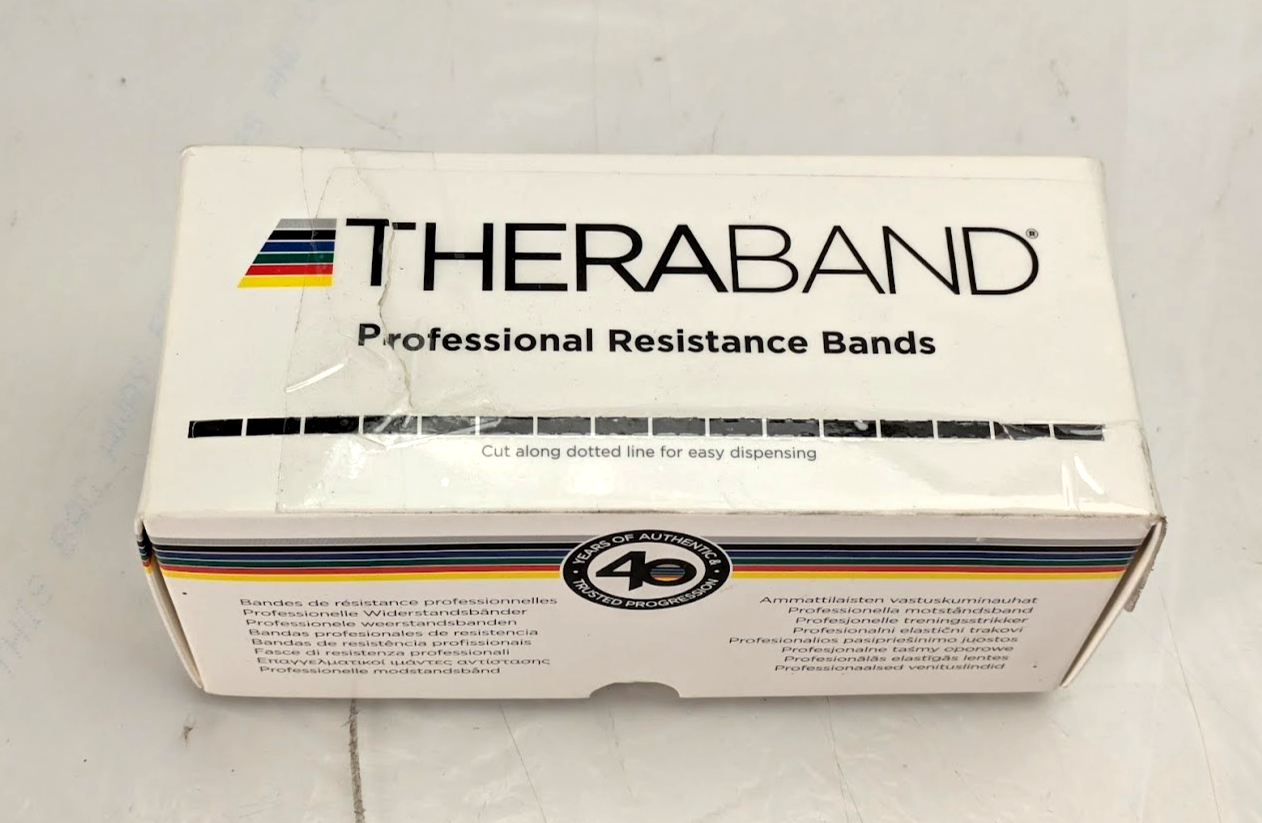 THERABAND®
Professional Resistance Bands
Cut along dotted line for easy dispensing
YEARS OF AUTHENTIC &
40
TRUSTED PROGRESSION
Bandes de résistance professionnelles
Professionelle Widerstandsbänder
Professionele weerstandsbanden
Bandas profesionales de resistencia
Bandas de resistência profissionais
Fasce di resistenza professionali
Επαγγελματικοί ιμάντες αντίστασης
Professionelle modstandsbånd
Ammattilaisten vastuskuminauhat
Professionella motståndsband
Profesjonelle treningsstrikker
Profesionalni elastični trakovi
Profesionalios pasipriešinimo juostos
Profesjonalne taśmy oporowe
Profesionālās elastīgās lentes
Professionaalsed venituslindid